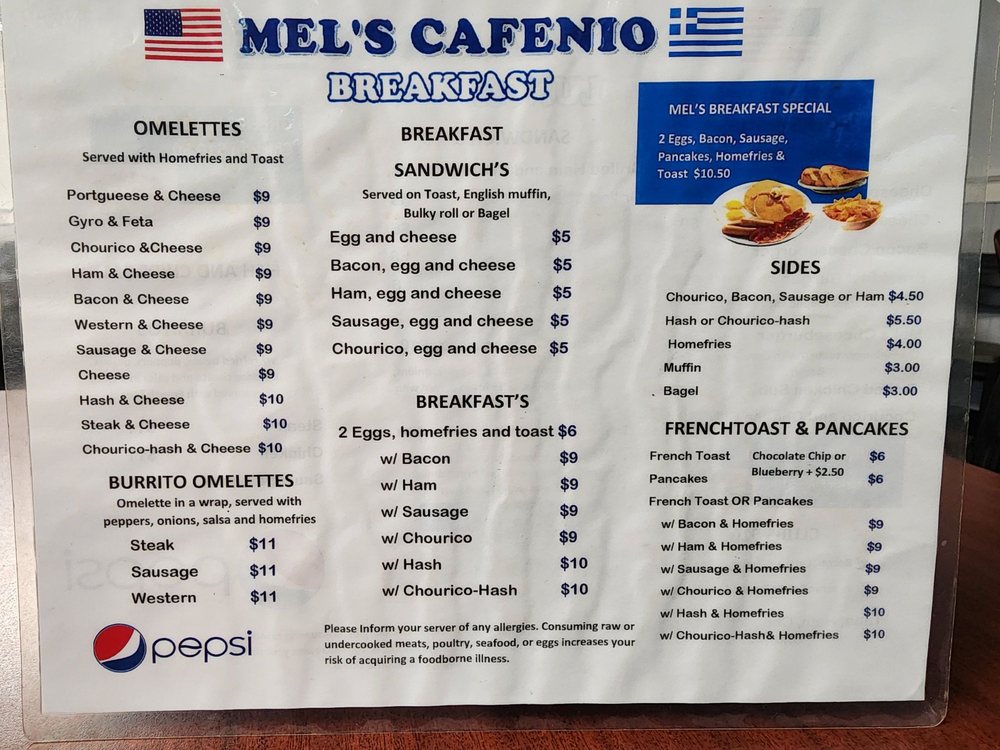 MEL'S CAFENIO
BREAKFAST
OMELETTES
Served with Homefries and Toast
Portgueese & Cheese $9
Gyro & Feta $9
Chourico &Cheese $9
Ham & Cheese $9
Bacon & Cheese $9
Western & Cheese $9
Sausage & Cheese $9
Cheese $9
Hash & Cheese $10
Steak & Cheese $10
Chourico-hash & Cheese $10
BURRITO OMELETTES
Omelette in a wrap, served with
peppers, onions, salsa and homefries
Steak $11
Sausage $11
Western $11
pepsi
BREAKFAST
SANDWICH'S
Served on Toast, English muffin,
Bulky roll or Bagel
Egg and cheese $5
Bacon, egg and cheese $5
Ham, egg and cheese $5
Sausage, egg and cheese $5
Chourico, egg and cheese $5
BREAKFAST'S
2 Eggs, homefries and toast $6
w/ Bacon $9
w/ Ham $9
w/ Sausage $9
w/ Chourico $9
w/ Hash $10
w/ Chourico-Hash $10
Please Inform your server of any allergies. Consuming raw or
undercooked meats, poultry, seafood, or eggs increases your
risk of acquiring a foodborne illness.
MEL'S BREAKFAST SPECIAL
2 Eggs, Bacon, Sausage,
Pancakes, Homefries &
Toast $10.50
SIDES
Chourico, Bacon, Sausage or Ham $4.50
Hash or Chourico-hash $5.50
Homefries $4.00
Muffin $3.00
Bagel $3.00
FRENCHTOAST & PANCAKES
French Toast Chocolate Chip or $6
Blueberry + $2.50
Pancakes $6
French Toast OR Pancakes
w/ Bacon & Homefries $9
w/ Ham & Homefries $9
w/ Sausage & Homefries $9
w/ Chourico & Homefries $9
w/ Hash & Homefries $10
w/ Chourico-Hash& Homefries $10